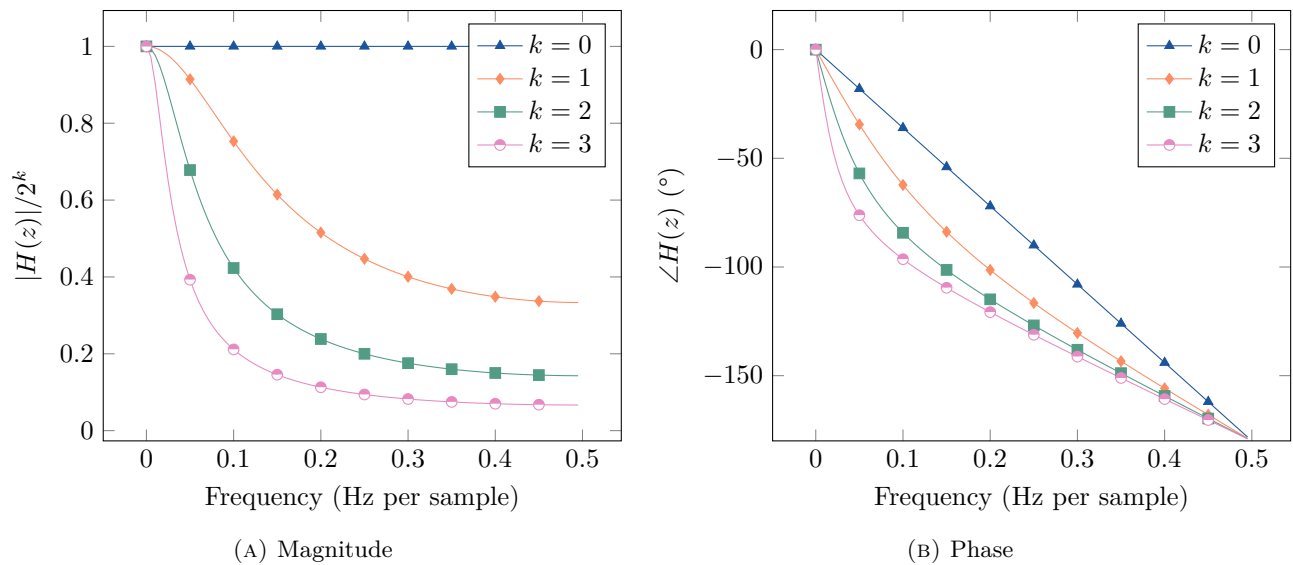 |H(z)|/2^k
1
0.8
0.6
0.4
0.2
0
0
0.1
0.2
0.3
0.4
0.5
Frequency (Hz per sample)
k = 0
k = 1
k = 2
k = 3
(A) Magnitude
∠H(z) (°)
0
−50
−100
−150
0
0.1
0.2
0.3
0.4
0.5
Frequency (Hz per sample)
k = 0
k = 1
k = 2
k = 3
(B) Phase